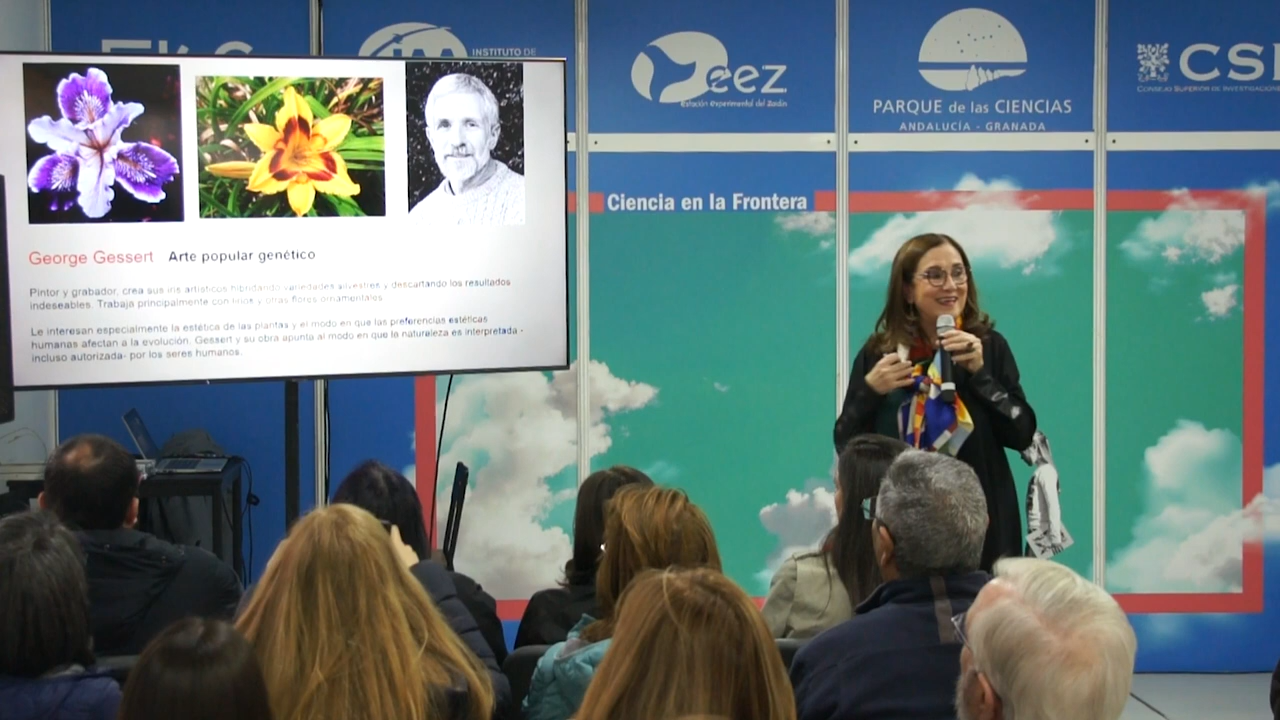 INSTITUTO DE
eez
Estación Experimental del Zaidín
PARQUE de las CIENCIAS
ANDALUCÍA - GRANADA
CSI
CONSEJO SUPERIOR DE INVESTIGACIONES
Ciencia en la Frontera
George Gessert Arte popular genético
Pintor y grabador, crea sus iris artísticos hibridando variedades silvestres y descartando los resultados
indeseables. Trabaja principalmente con lirios y otras flores ornamentales.
Le interesan especialmente la estética de las plantas y el modo en que las preferencias estéticas
humanas afectan a la evolución. Gessert y su obra apunta al modo en que la naturaleza es interpretada -
incluso autorizada- por los seres humanos.